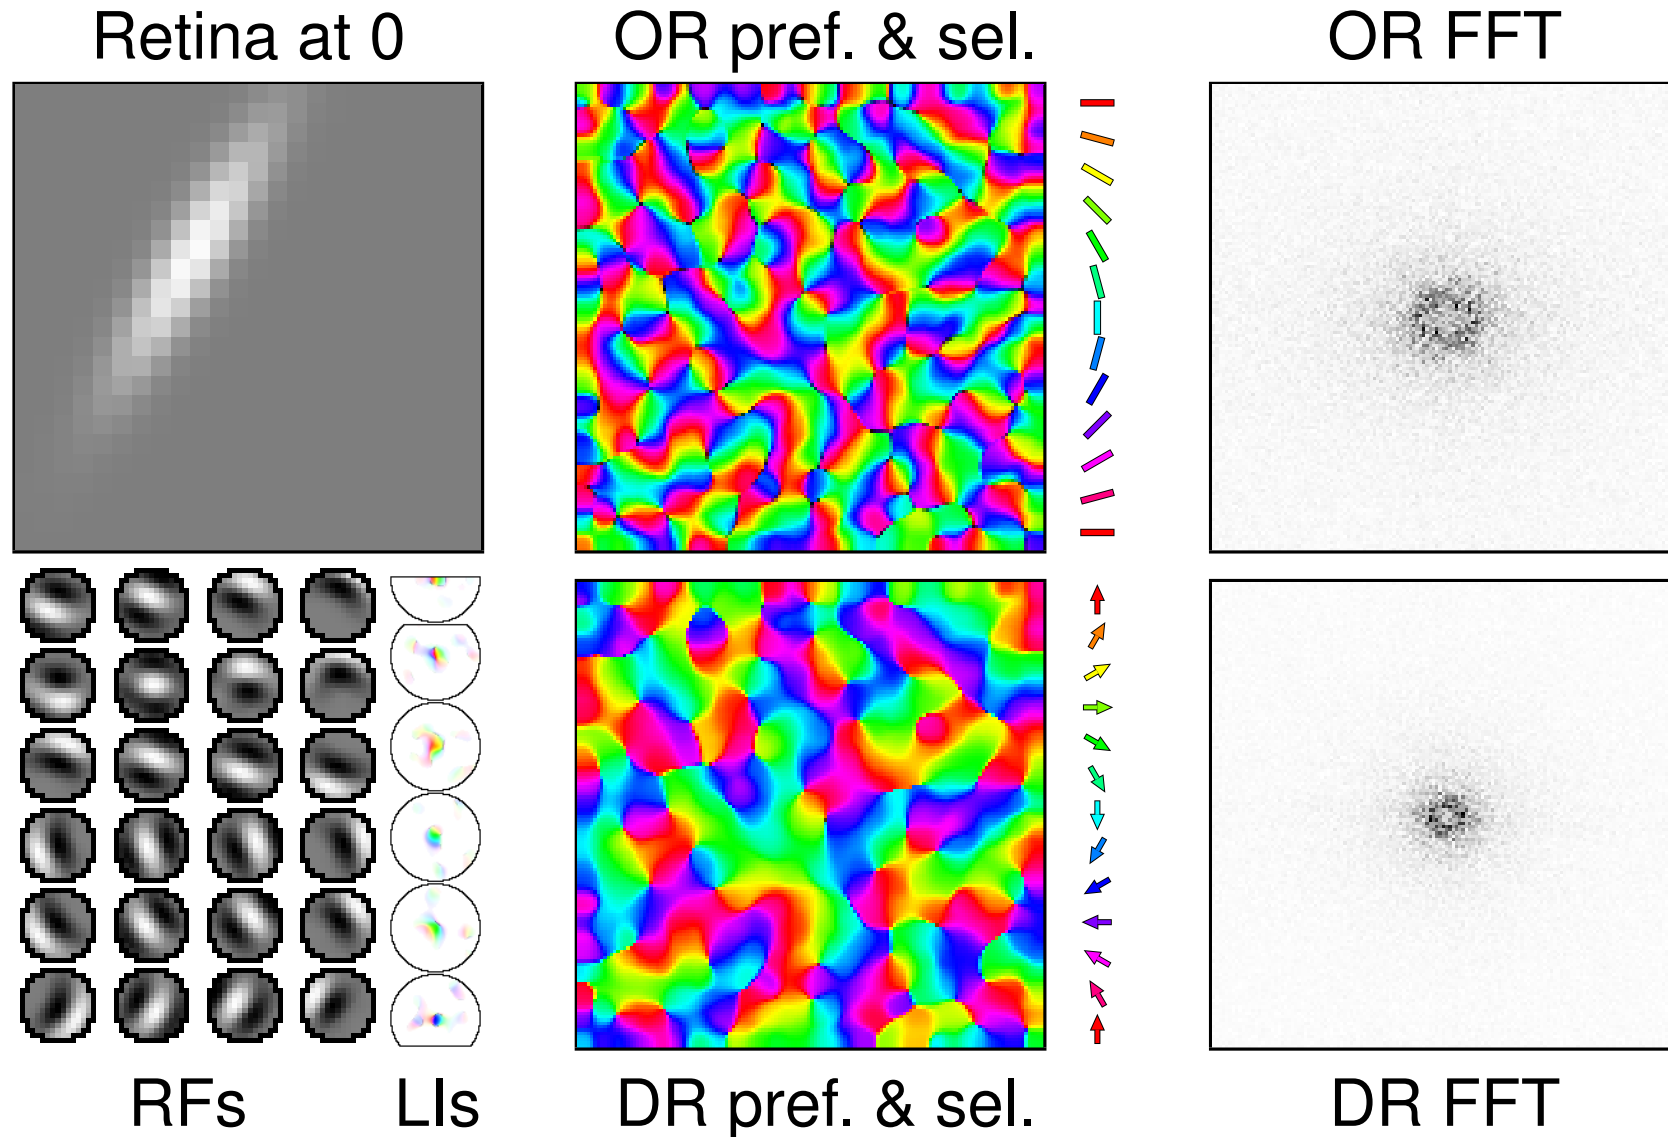 Retina at 0
OR pref. & sel.
OR FFT
RFs
LIs
DR pref. & sel.
DR FFT